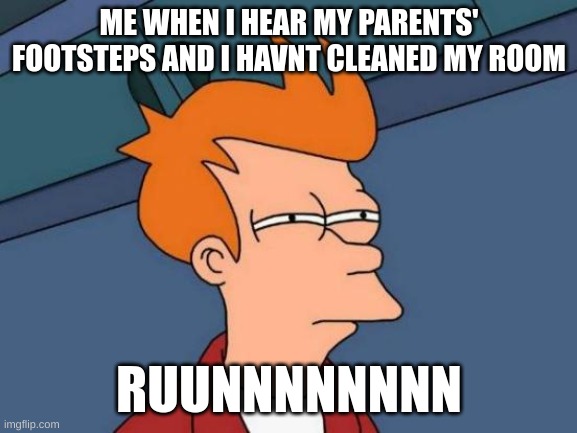 ME WHEN I HEAR MY PARENTS'
FOOTSTEPS AND I HAVNT CLEANED MY ROOM
RUUNNNNNNNN
imgflip.com